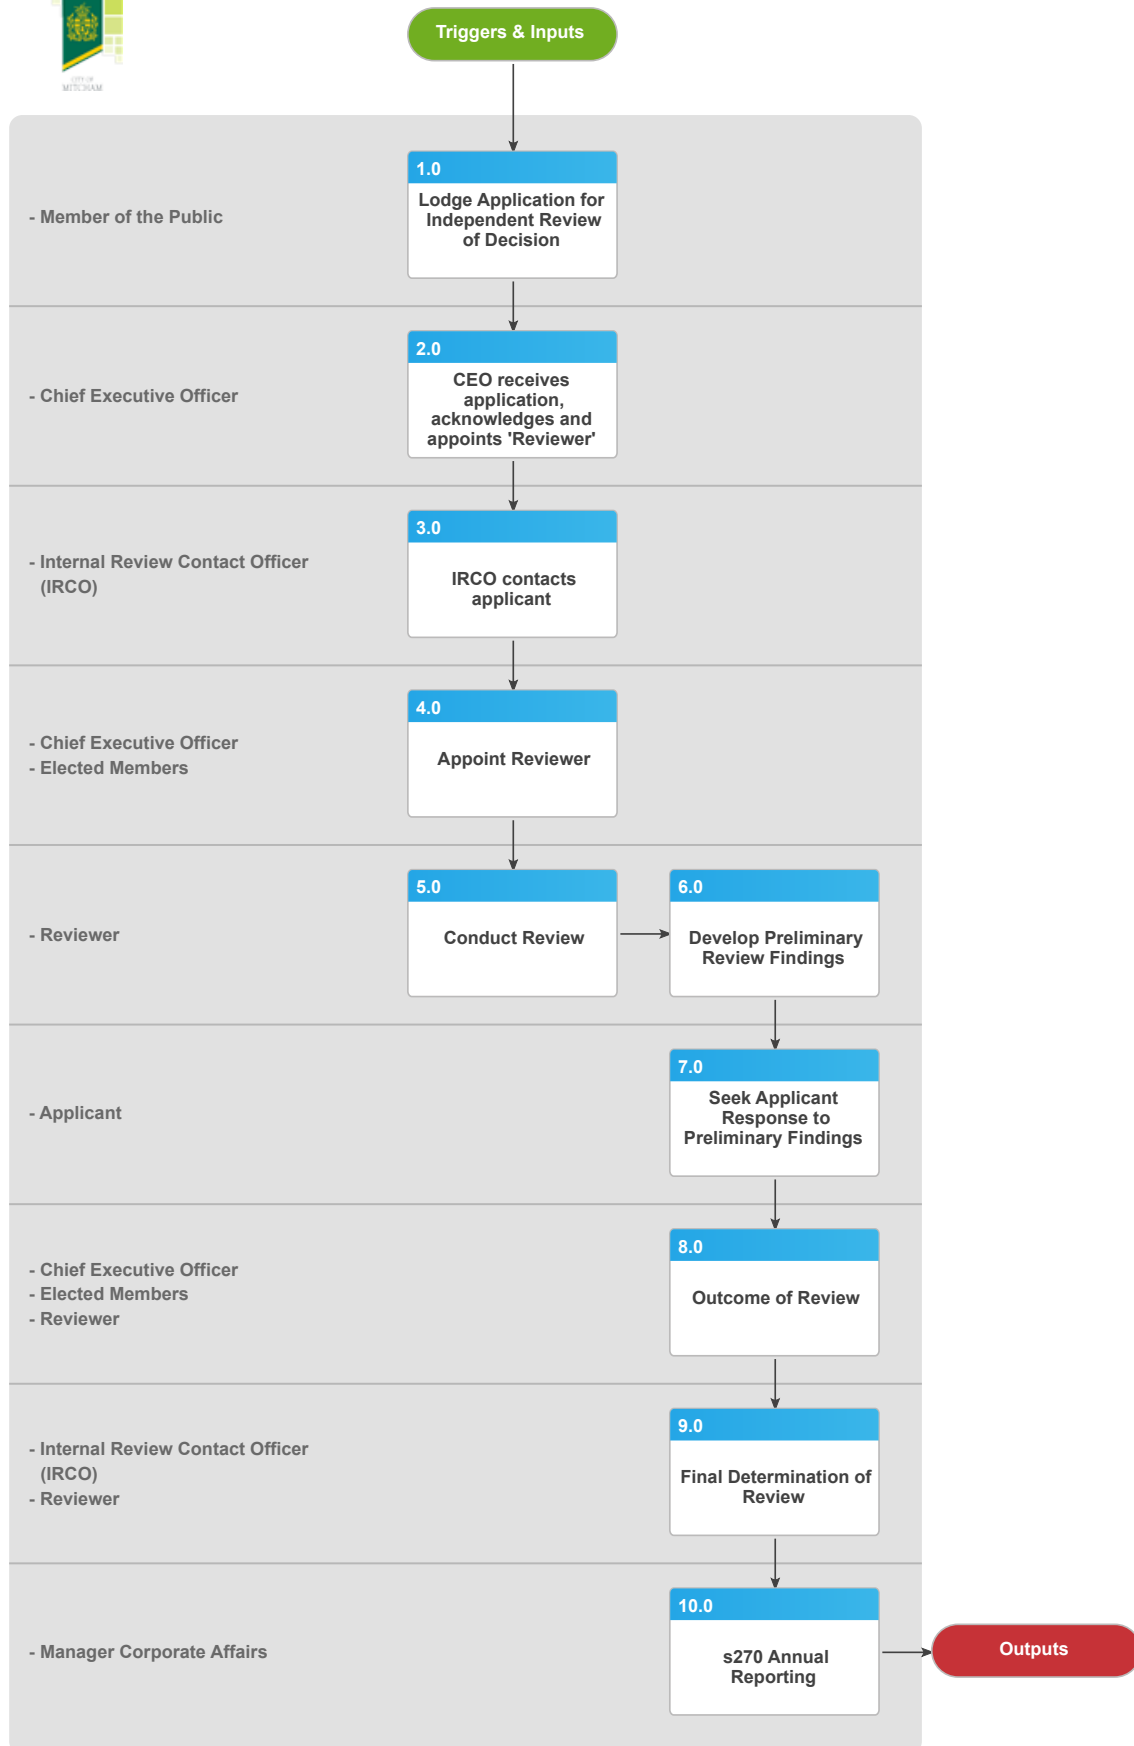 CITY OF
MITCHAM
Triggers & Inputs
- Member of the Public
1.0
Lodge Application for
Independent Review
of Decision
- Chief Executive Officer
2.0
CEO receives
application,
acknowledges and
appoints 'Reviewer'
- Internal Review Contact Officer
(IRCO)
3.0
IRCO contacts
applicant
- Chief Executive Officer
- Elected Members
4.0
Appoint Reviewer
- Reviewer
5.0
Conduct Review
6.0
Develop Preliminary
Review Findings
- Applicant
7.0
Seek Applicant
Response to
Preliminary Findings
- Chief Executive Officer
- Elected Members
- Reviewer
8.0
Outcome of Review
- Internal Review Contact Officer
(IRCO)
- Reviewer
9.0
Final Determination of
Review
- Manager Corporate Affairs
10.0
s270 Annual
Reporting
Outputs